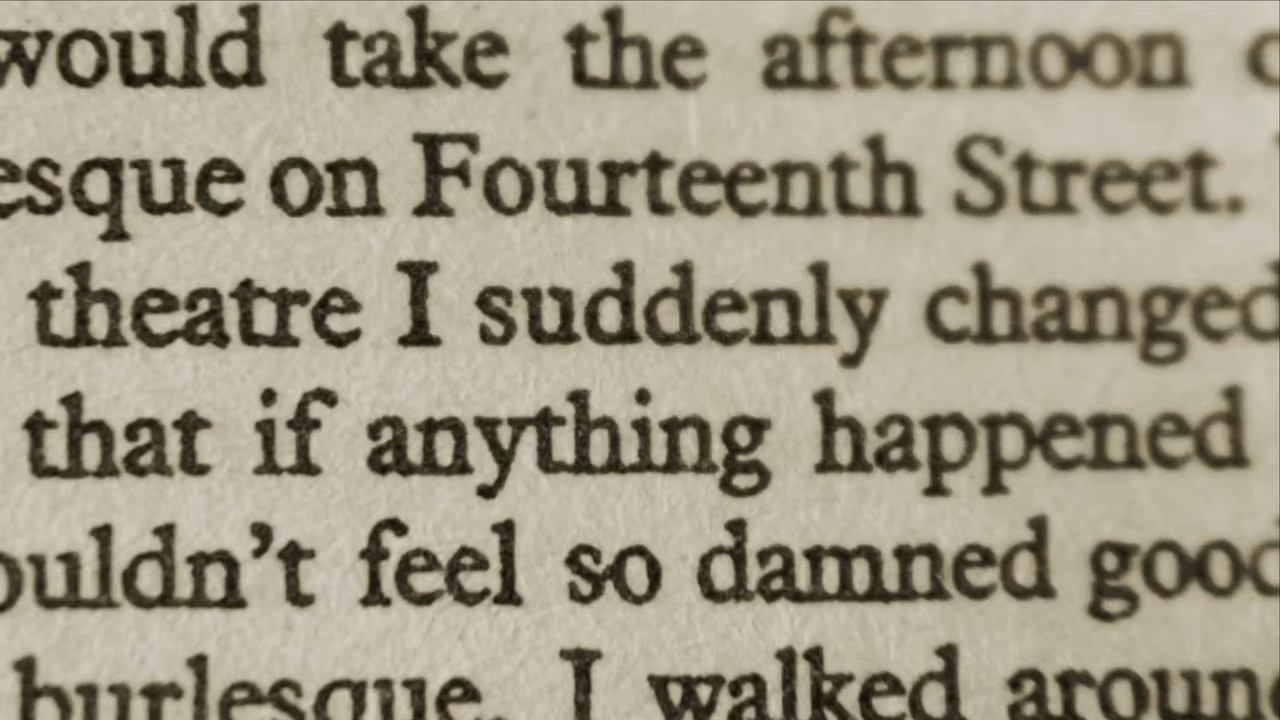 would take the afternoon
esque on Fourteenth Street.
theatre I suddenly changed
that if anything happened
ouldn't feel so damned good
burlesque. I walked around